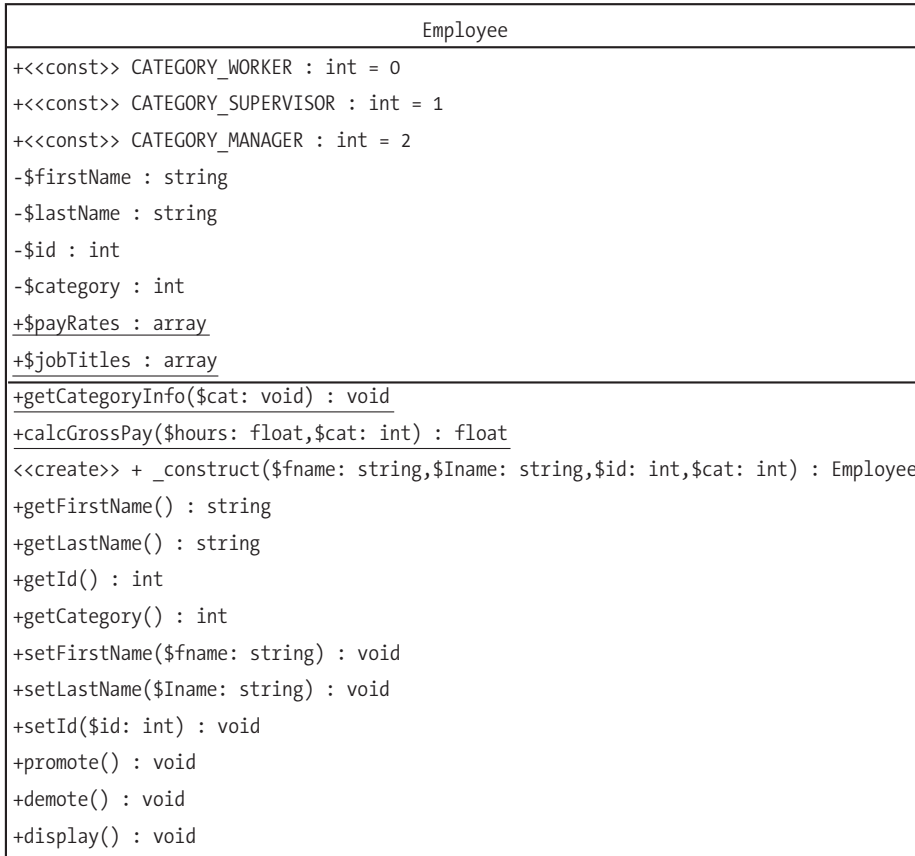 Employee
+<<const>> CATEGORY_WORKER : int = 0
+<<const>> CATEGORY_SUPERVISOR : int = 1
+<<const>> CATEGORY_MANAGER : int = 2
-$firstName : string
-$lastName : string
-$id : int
-$category : int
+$payRates : array
+$jobTitles : array
+getCategoryInfo($cat: void) : void
+calcGrossPay($hours: float,$cat: int) : float
<<create>> + _construct($fname: string,$Iname: string,$id: int,$cat: int) : Employee
+getFirstName() : string
+getLastName() : string
+getId() : int
+getCategory() : int
+setFirstName($fname: string) : void
+setLastName($Iname: string) : void
+setId($id: int) : void
+promote() : void
+demote() : void
+display() : void